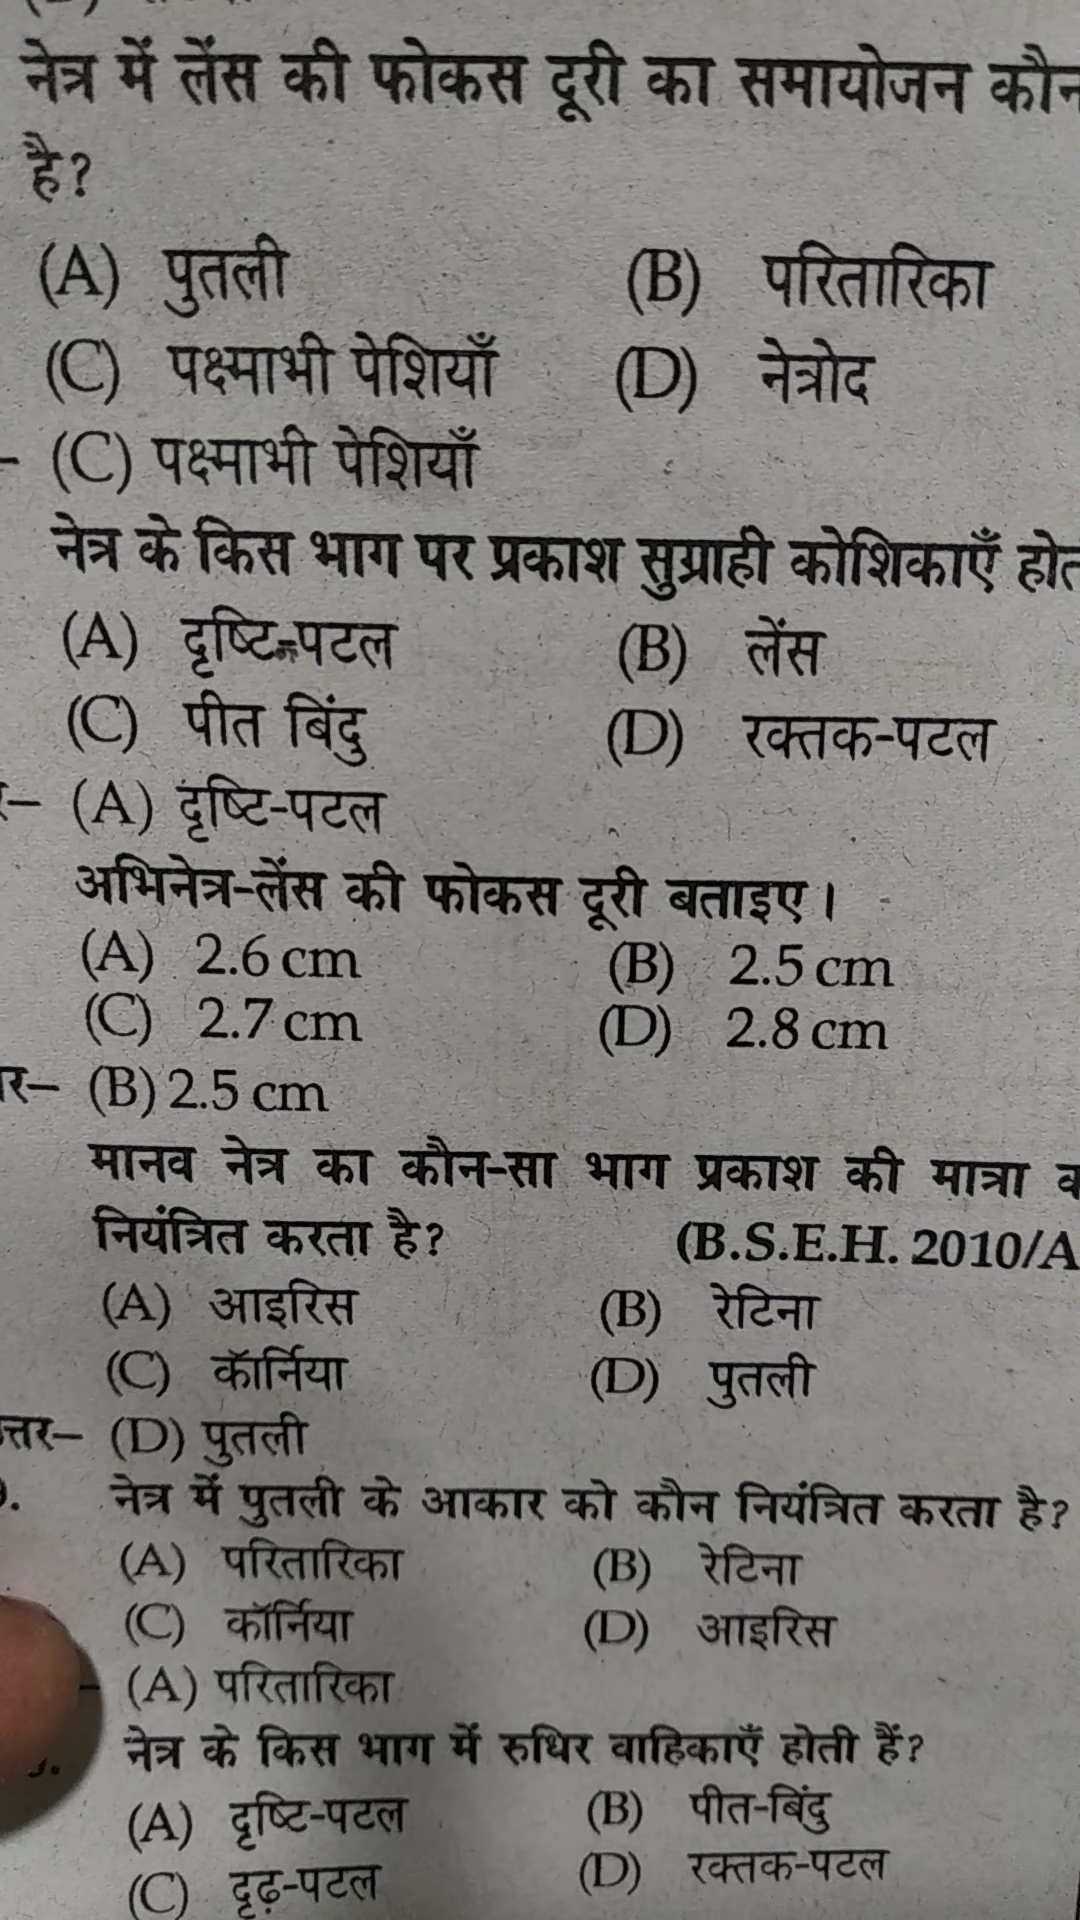 नेत्र में लेंस की फोकस दूरी का समायोजन कौन
है?
(A) पुतली (B) परितारिका
(C) पक्ष्माभी पेशियाँ (D) नेत्रोद
– (C) पक्ष्माभी पेशियाँ
नेत्र के किस भाग पर प्रकाश सुग्राही कोशिकाएँ
(A) दृष्टि-पटल (B) लेंस
(C) पीत बिंदु (D) रक्तक-पटल
– (A) दृष्टि-पटल
अभिनेत्र-लेंस की फोकस दूरी बताइए।
(A) 2.6 cm (B) 2.5 cm
(C) 2.7 cm (D) 2.8 cm
– (B) 2.5 cm
मानव नेत्र का कौन-सा भाग प्रकाश की मात्रा
नियंत्रित करता है? (B.S.E.H. 2010/A
(A) आइरिस (B) रेटिना
(C) कॉर्निया (D) पुतली
त्तर– (D) पुतली
नेत्र में पुतली के आकार को कौन नियंत्रित करता है?
(A) परितारिका (B) रेटिना
(C) कॉर्निया (D) आइरिस
– (A) परितारिका
नेत्र के किस भाग में रुधिर वाहिकाएँ होती हैं?
(A) दृष्टि-पटल (B) पीत-बिंदु
(C) दृढ़-पटल (D) रक्तक-पटल